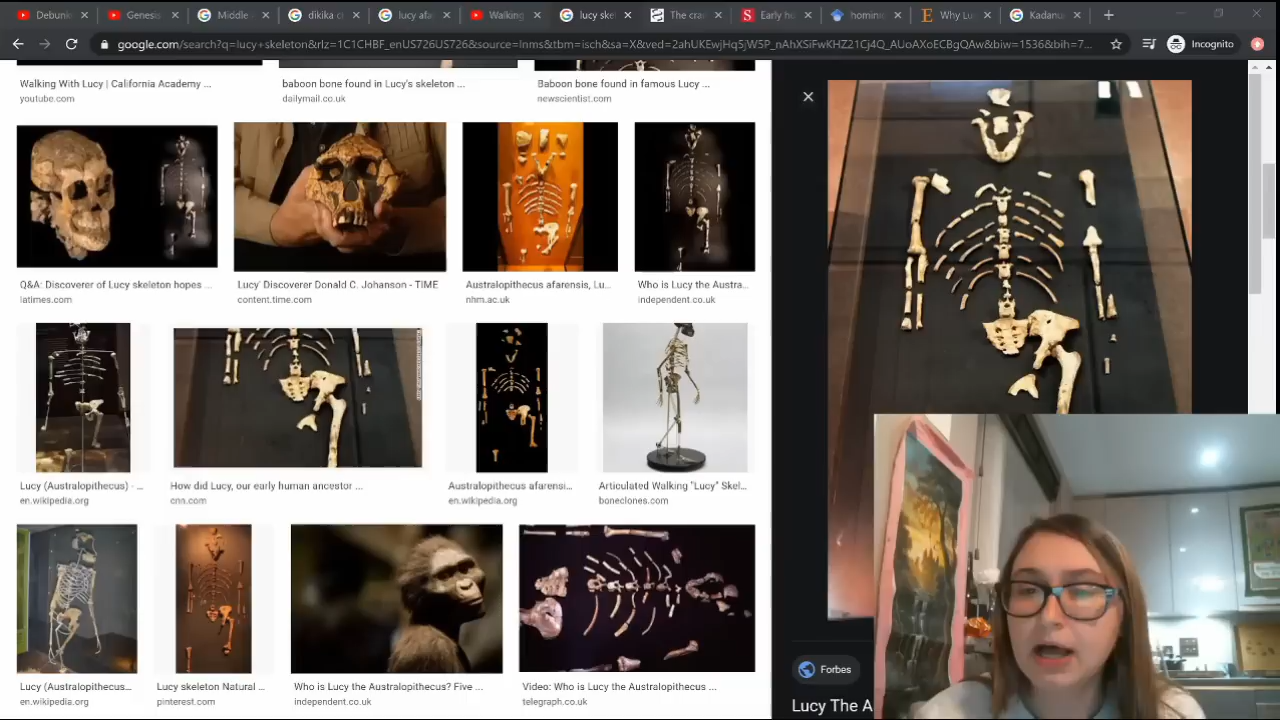 Debunki
Genesis
Middle
dikika c
lucy afa
Walking
lucy ske
The cra
Early hu
hominic
Why Lu
Kadanu
google.com/search?q=lucy+skeleton&rlz=1C1CHBF_enUS726US726&source=lnms&tbm=isch&sa=X&ved=2ahUKEwjHq5jW5P_nAhXSiFwKHZ21Cj4Q_AUoAXoECBgQAw&biw=1536&bih=7...
Incognito
Walking With Lucy | California Academy ...
youtube.com
baboon bone found in Lucy's skeleton ...
dailymail.co.uk
baboon bone found in famous Lucy ...
newscientist.com
Q&A: Discoverer of Lucy skeleton hopes ...
latimes.com
Lucy' Discoverer Donald C. Johanson - TIME
content.time.com
Australopithecus afarensis, Lu...
nhm.ac.uk
Who is Lucy the Austra...
independent.co.uk
Lucy (Australopithecus) - ...
en.wikipedia.org
How did Lucy, our early human ancestor ...
cnn.com
Australopithecus afarensi...
en.wikipedia.org
Articulated Walking "Lucy" Skel...
boneclones.com
Lucy (Australopithecus...
en.wikipedia.org
Lucy skeleton Natural ...
pinterest.com
Who is Lucy the Australopithecus? Five ...
independent.co.uk
Video: Who is Lucy the Australopithecus ...
telegraph.co.uk
Forbes
Lucy The A